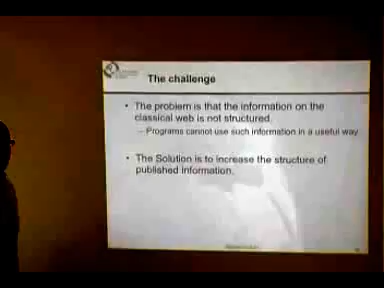 The challenge
• The problem is that the information on the
classical web is not structured.
– Programs cannot use such information in a useful way
• The Solution is to increase the structure of
published information.